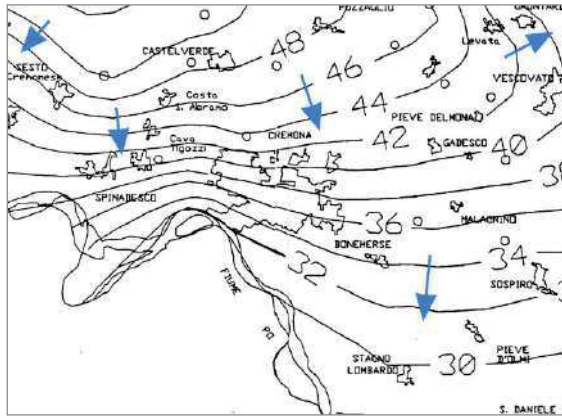 POZZAGLIO
Levata
48
CASTELVERDE
SESTO
Cremonese
46
VESCOVATO
Costa
S. Abramo
44
PIEVE DELMONA
CREMONA
42
Cava
Tigozzi
GADESCO
40
38
SPINADESCO
36
MALAGNINO
BONEMERSE
34
32
SOSPIRO
FIUME
PO
STAGNO
LOMBARDO
30
PIEVE
D'OLMI
S. DANIELE